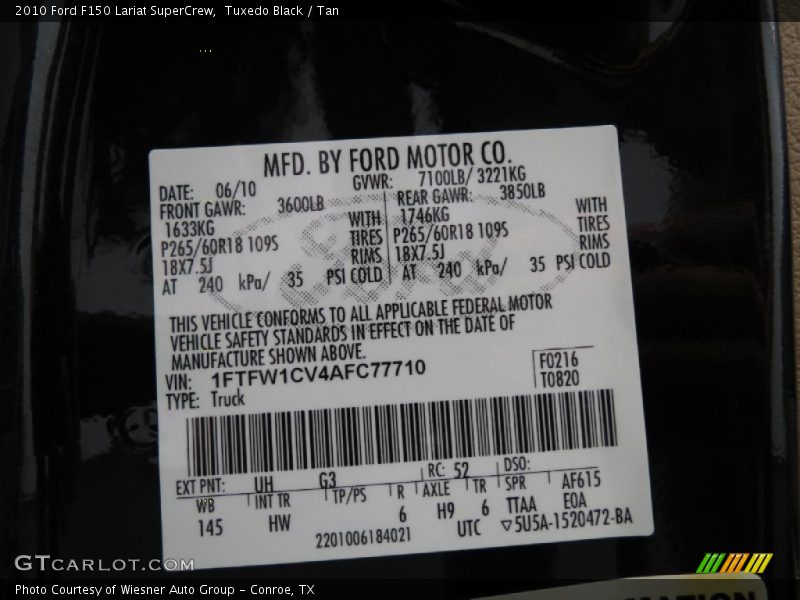 2010 Ford F150 Lariat SuperCrew, Tuxedo Black / Tan
MFD. BY FORD MOTOR CO.
DATE: 06/10 GVWR: 7100LB/ 3221KG
FRONT GAWR: 3600LB REAR GAWR: 3850LB
1633KG WITH 1746KG WITH
P265/60R18 109S TIRES P265/60R18 109S TIRES
18X7.5J RIMS 18X7.5J RIMS
AT 240 kPa/ 35 PSI COLD AT 240 kPa/ 35 PSI COLD
THIS VEHICLE CONFORMS TO ALL APPLICABLE FEDERAL MOTOR
VEHICLE SAFETY STANDARDS IN EFFECT ON THE DATE OF
MANUFACTURE SHOWN ABOVE.
VIN: 1FTFW1CV4AFC77710 F0216
TYPE: Truck T0820
EXT PNT: UH G3 RC: 52 DSO:
WB INT TR TP/PS R AXLE TR SPR AF615
145 HW 6 H9 6 TTAA EOA
2201006184021 UTC ▽5U5A-1520472-BA
GTCARLOT.COM
Photo Courtesy of Wiesner Auto Group - Conroe, TX